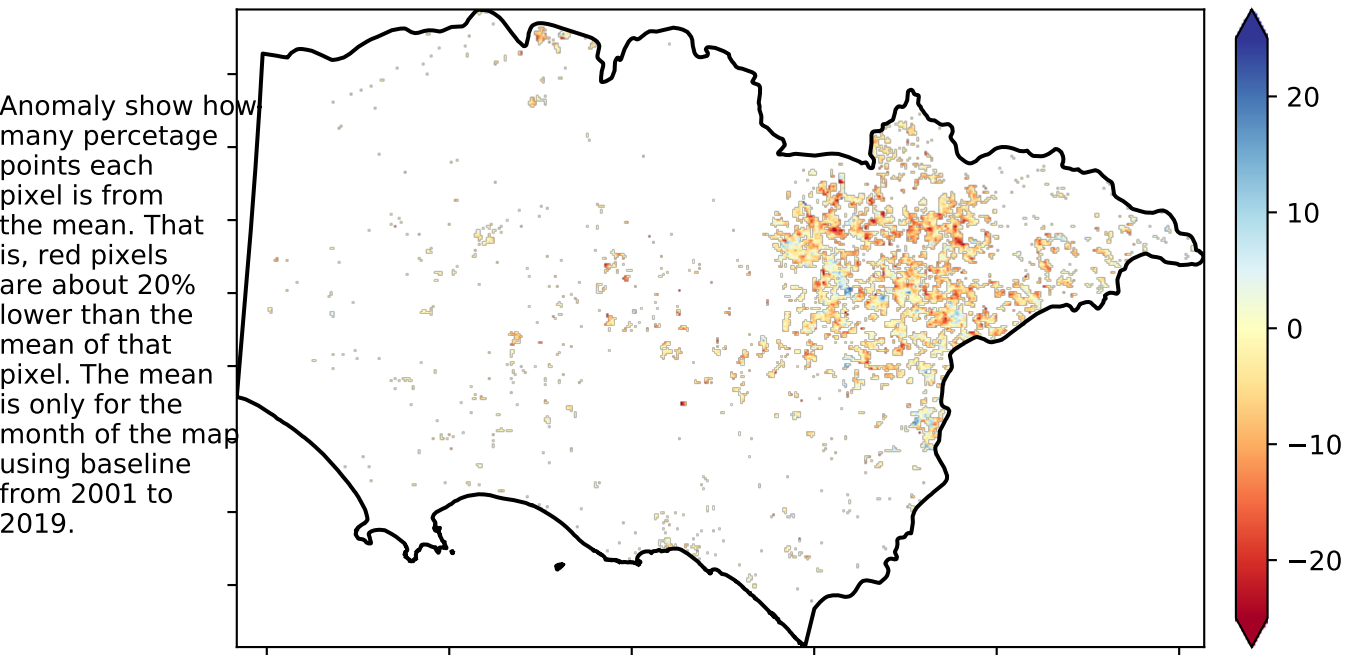 Anomaly show how
many percetage
points each
pixel is from
the mean. That
is, red pixels
are about 20%
lower than the
mean of that
pixel. The mean
is only for the
month of the map
using baseline
from 2001 to
2019.
20
10
0
−10
−20